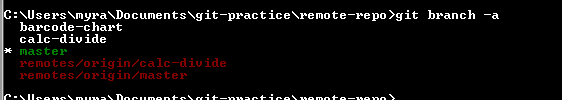 C:\Users\myra\Documents\git-practice\remote-repo>git branch -a
barcode-chart
calc-divide
* master
remotes/origin/calc-divide
remotes/origin/master
C:\Users\myra\Documents\git-practice\remote-repo>